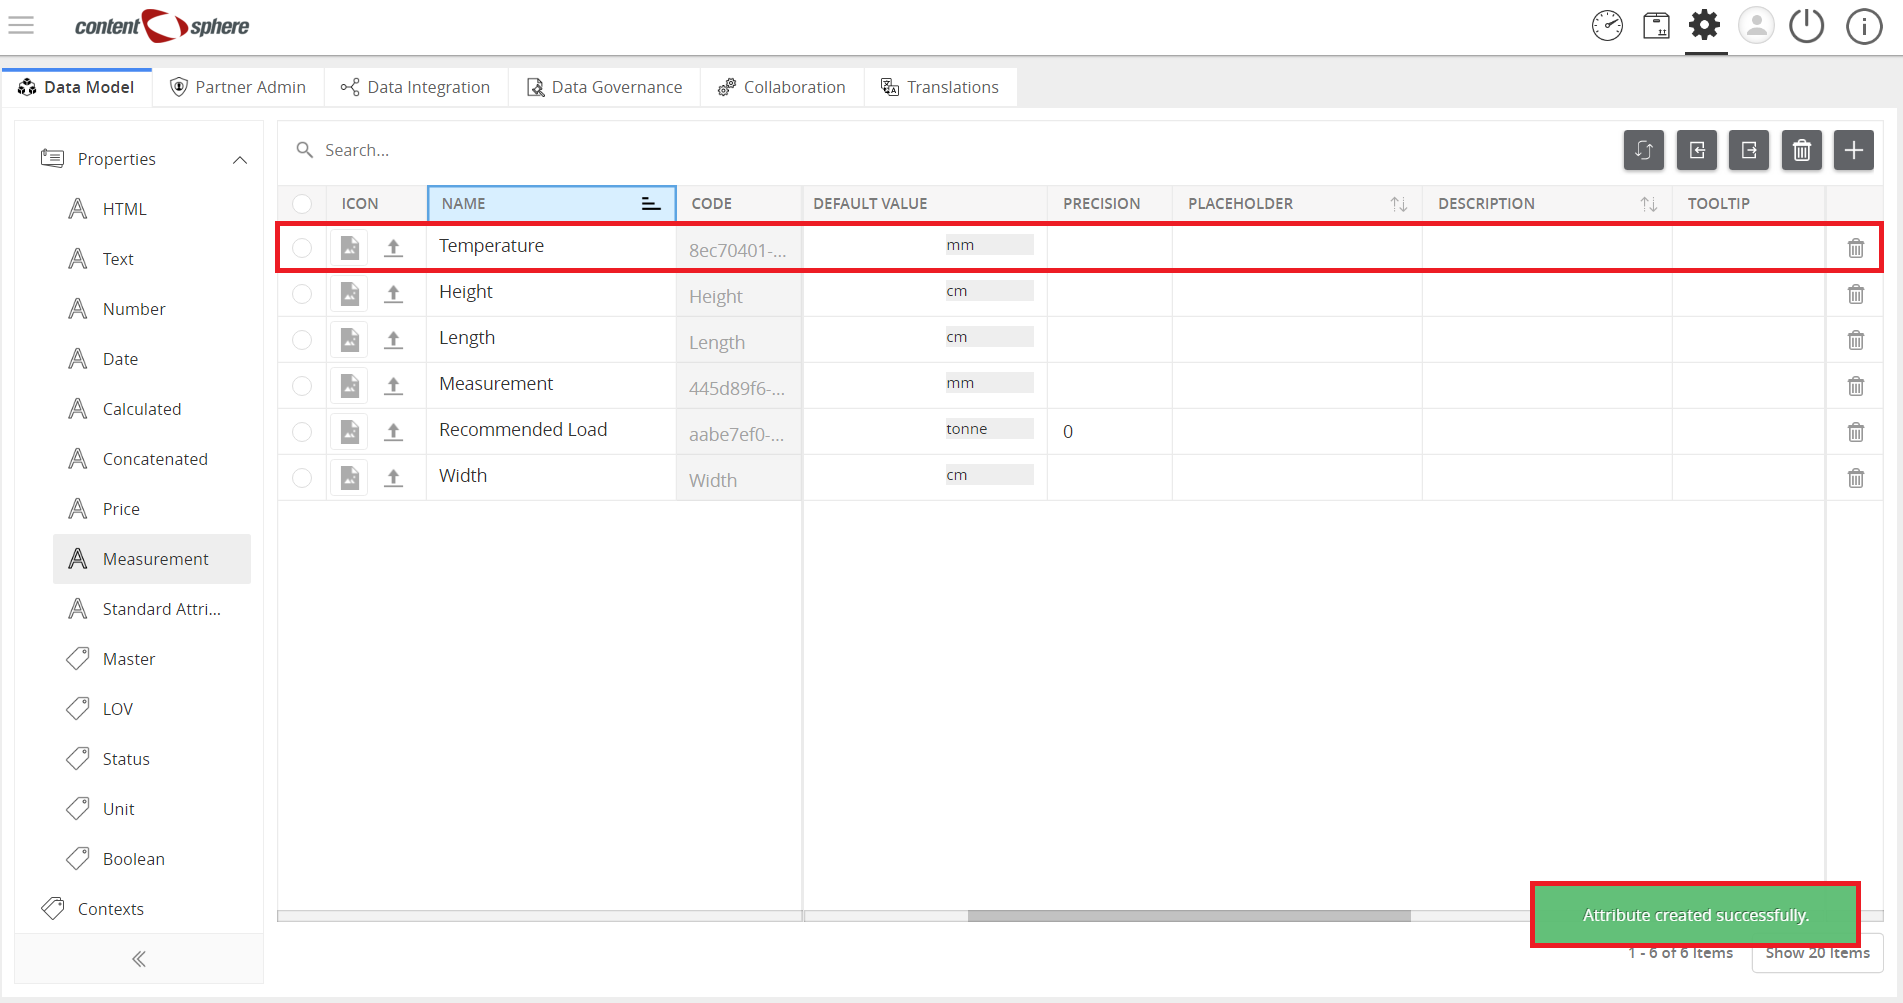 content sphere
Data Model Partner Admin Data Integration Data Governance Collaboration Translations
Properties
HTML
Text
Number
Date
Calculated
Concatenated
Price
Measurement
Standard Attri...
Master
LOV
Status
Unit
Boolean
Contexts
Search...
ICON NAME CODE DEFAULT VALUE PRECISION PLACEHOLDER DESCRIPTION TOOLTIP
Temperature 8ec70401-... mm
Height Height cm
Length Length cm
Measurement 445d89f6-... mm
Recommended Load aabe7ef0-... tonne 0
Width Width cm
Attribute created successfully.
1 - 6 of 6 Items Show 20 Items